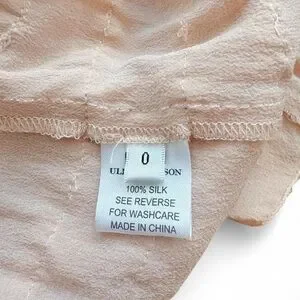 0
100% SILK
SEE REVERSE
FOR WASHCARE
MADE IN CHINA